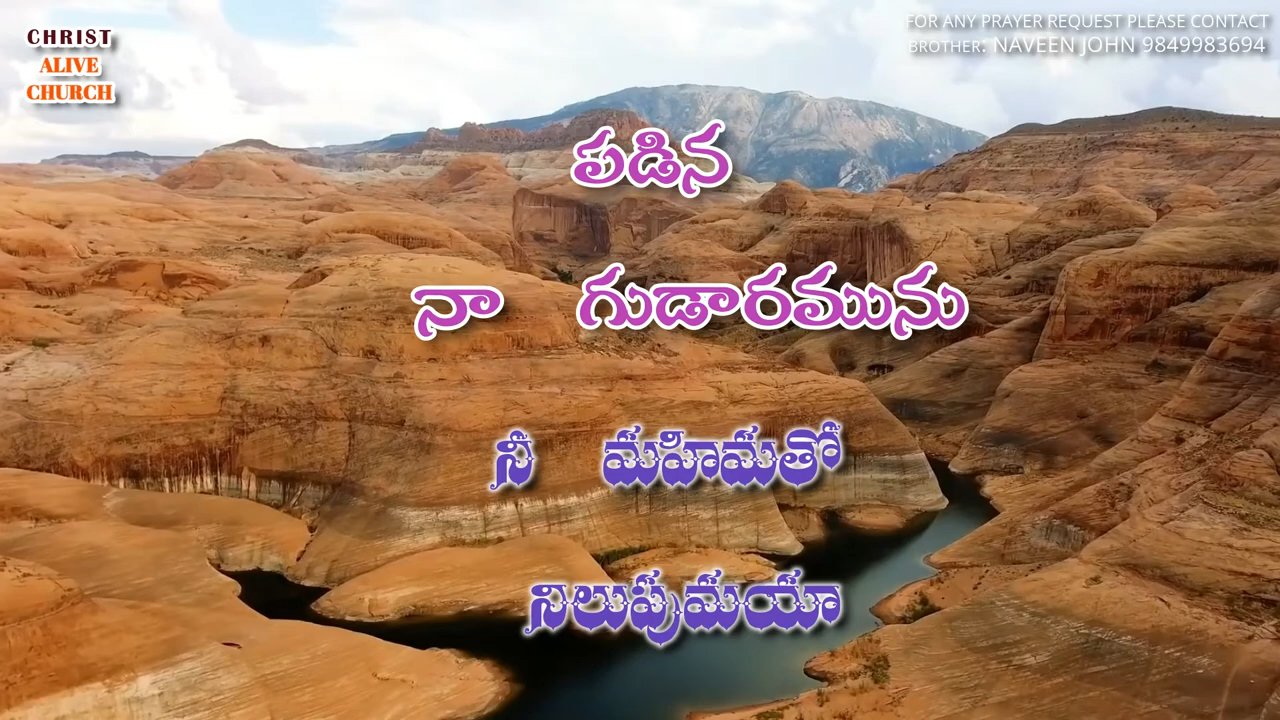 CHRIST
ALIVE
CHURCH
FOR ANY PRAYER REQUEST PLEASE CONTACT
BROTHER: NAVEEN JOHN 9849983694
పడిన
నా గుడారమును
నీ మహిమతో
నిలుపుమయా